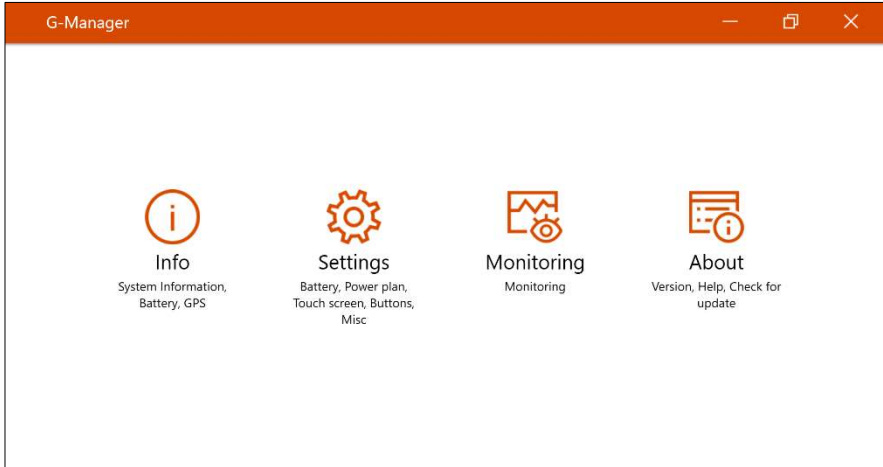 G-Manager
Info
System Information,
Battery, GPS
Settings
Battery, Power plan,
Touch screen, Buttons,
Misc
Monitoring
Monitoring
About
Version, Help, Check for
update